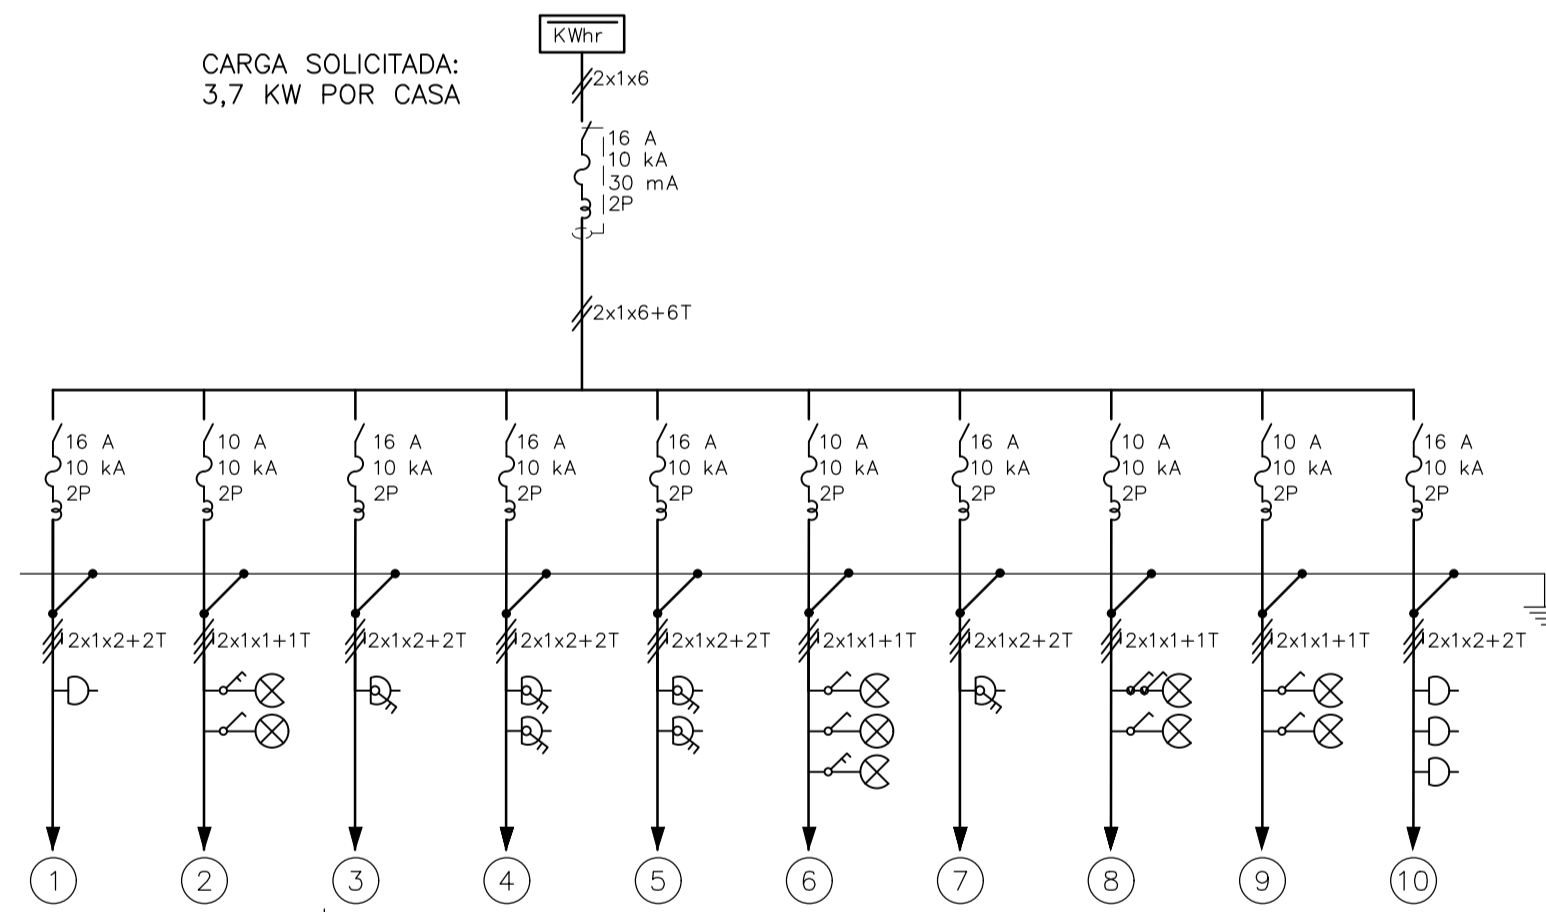 KWhr
CARGA SOLICITADA:
3,7 KW POR CASA
2x1x6
16 A
10 kA
30 mA
2P
2x1x6+6T
16 A
10 kA
2P
10 A
10 kA
2P
16 A
10 kA
2P
16 A
10 kA
2P
16 A
10 kA
2P
10 A
10 kA
2P
16 A
10 kA
2P
10 A
10 kA
2P
10 A
10 kA
2P
16 A
10 kA
2P
2x1x2+2T
2x1x1+1T
2x1x2+2T
2x1x2+2T
2x1x2+2T
2x1x1+1T
2x1x2+2T
2x1x1+1T
2x1x1+1T
2x1x2+2T
1
2
3
4
5
6
7
8
9
10